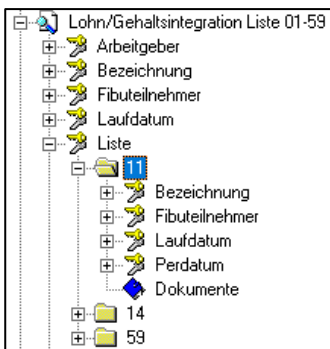 Lohn/Gehaltsintegration Liste 01-59
Arbeitgeber
Bezeichnung
Fibuteilnehmer
Laufdatum
Liste
11
Bezeichnung
Fibuteilnehmer
Laufdatum
Perdatum
Dokumente
14
59